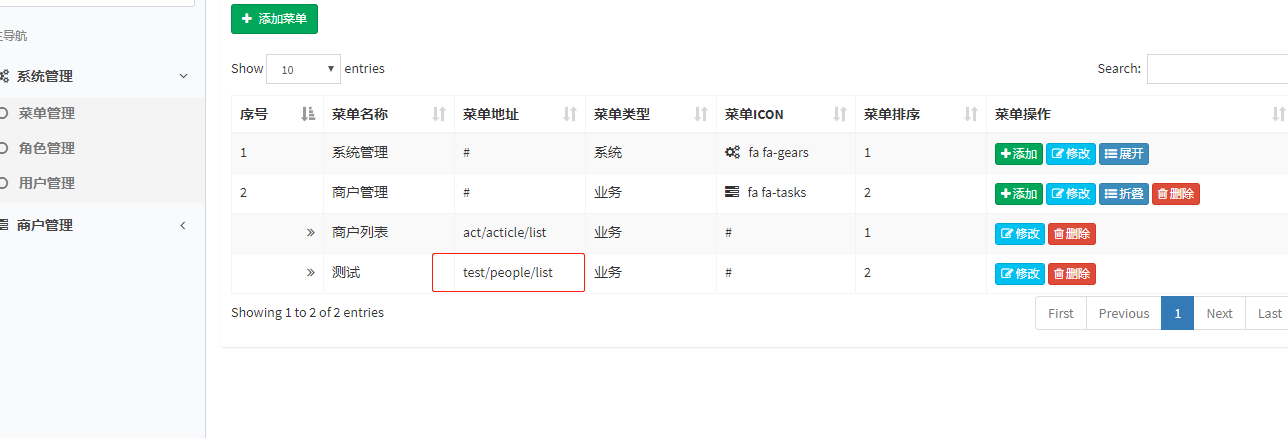 添加菜单
主导航
Show 10 entries Search:
系统管理
菜单管理
角色管理
用户管理
商户管理
序号 菜单名称 菜单地址 菜单类型 菜单ICON 菜单排序 菜单操作
1 系统管理 # 系统 fa fa-gears 1 添加 修改 展开
2 商户管理 # 业务 fa fa-tasks 2 添加 修改 折叠 删除
» 商户列表 act/acticle/list 业务 # 1 修改 删除
» 测试 test/people/list 业务 # 2 修改 删除
Showing 1 to 2 of 2 entries First Previous 1 Next Last